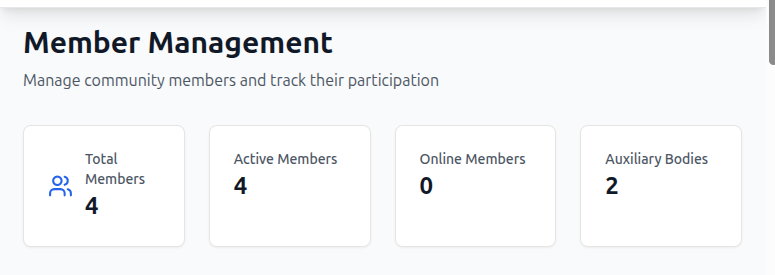 Member Management
Manage community members and track their participation
Total
Members
4
Active Members
4
Online Members
0
Auxiliary Bodies
2